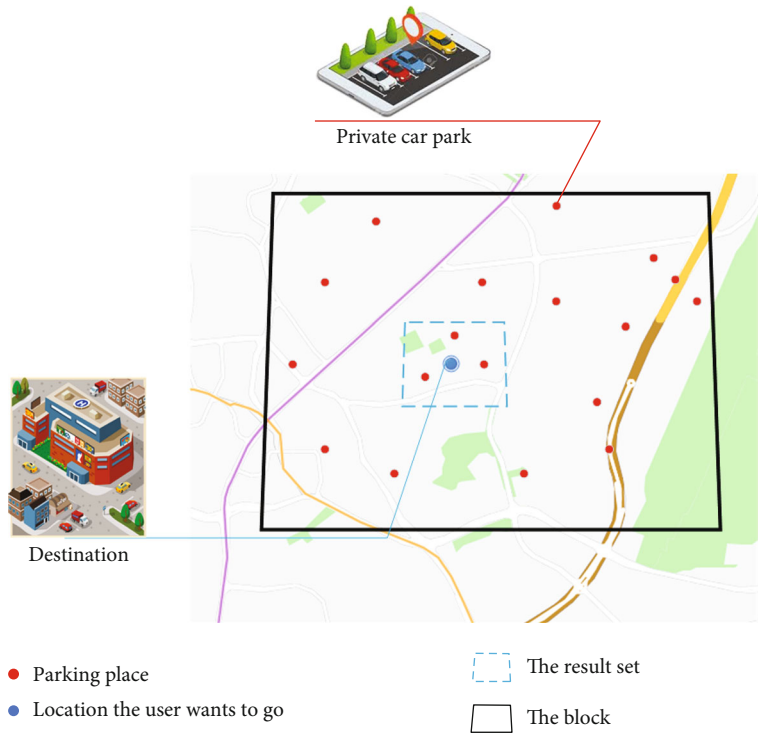 Private car park
Destination
Parking place
Location the user wants to go
The result set
The block